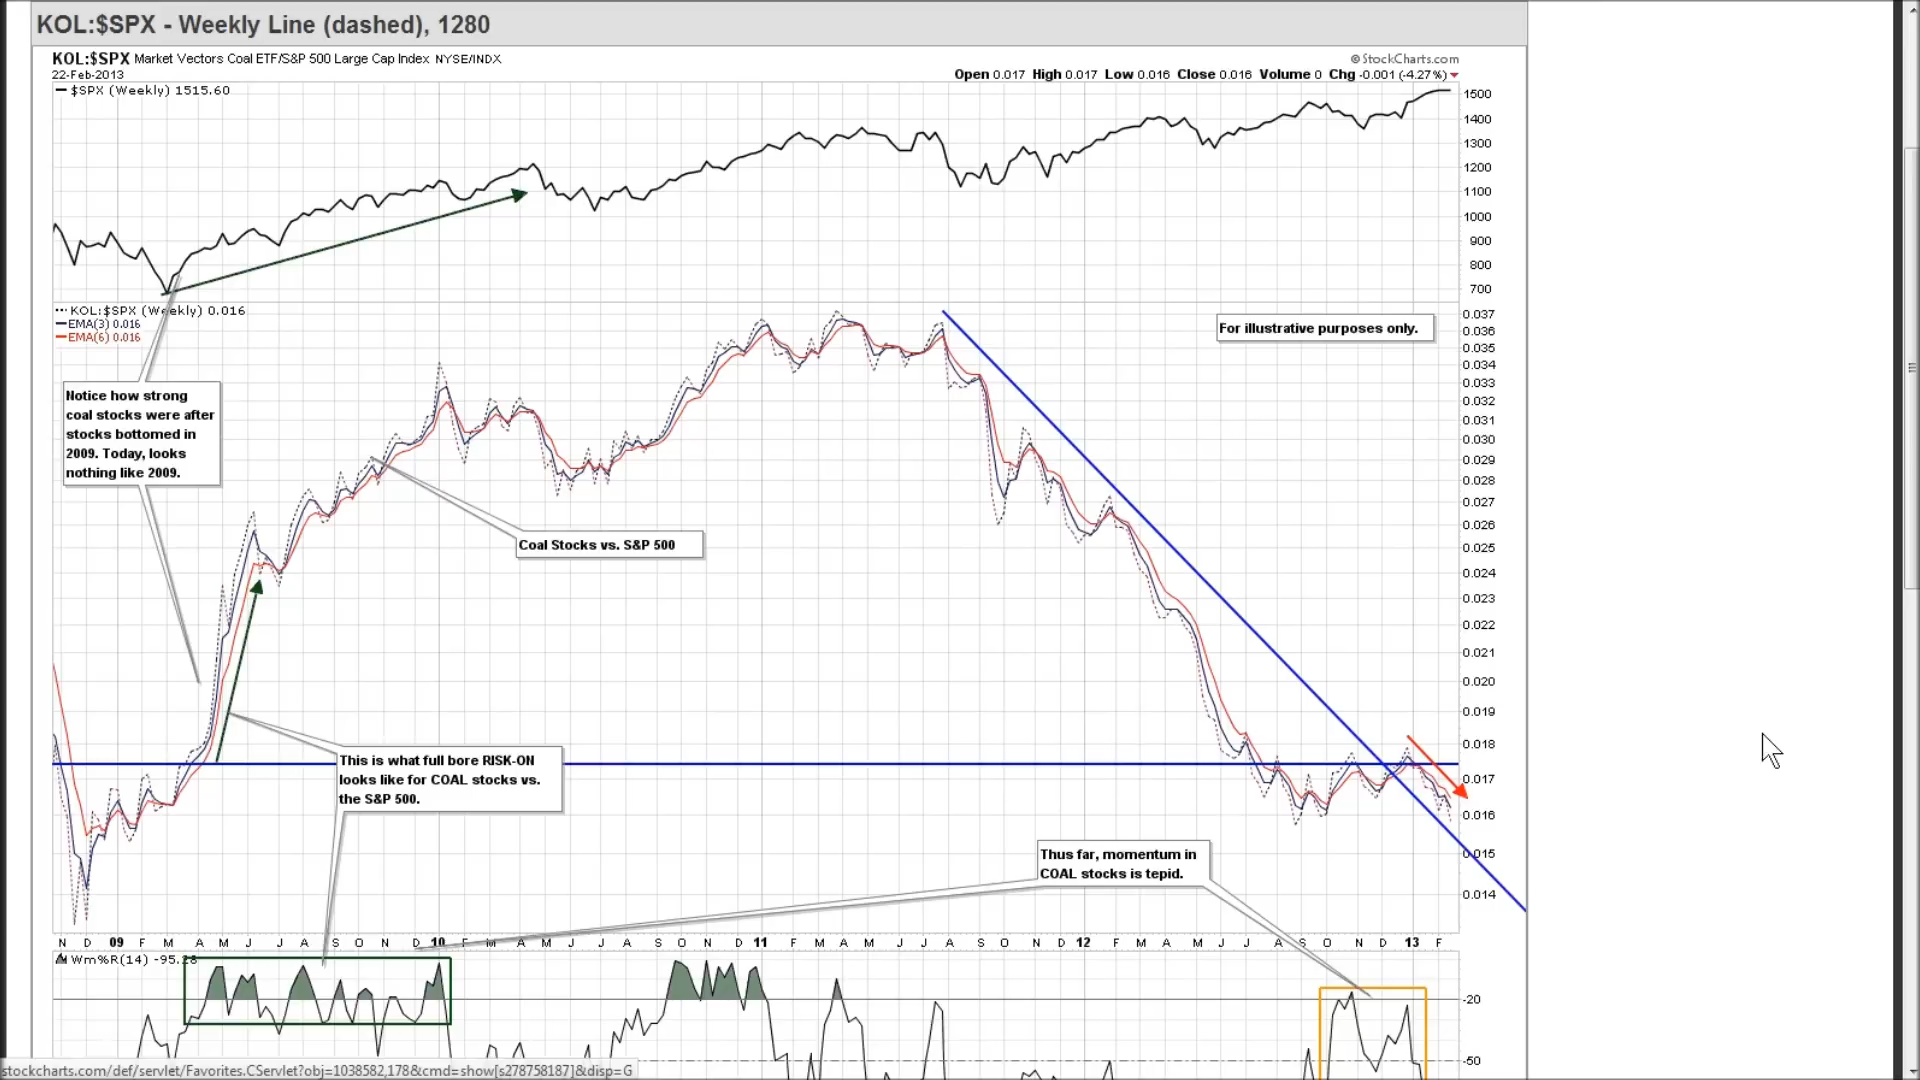 KOL:$SPX - Weekly Line (dashed), 1280
KOL:$SPX Market Vectors Coal ETF/S&P 500 Large Cap Index NYSE/INDX
© StockCharts.com
22-Feb-2013
Open 0.017 High 0.017 Low 0.016 Close 0.016 Volume 0 Chg -0.001 (-4.27%)
$SPX (Weekly) 1515.60
1500
1400
1300
1200
1100
1000
900
800
700
KOL:$SPX (Weekly) 0.016
EMA(3) 0.016
EMA(6) 0.016
For illustrative purposes only.
Notice how strong
coal stocks were after
stocks bottomed in
2009. Today, looks
nothing like 2009.
Coal Stocks vs. S&P 500
This is what full bore RISK-ON
looks like for COAL stocks vs.
the S&P 500.
Thus far, momentum in
COAL stocks is tepid.
0.037
0.036
0.035
0.034
0.033
0.032
0.031
0.030
0.029
0.028
0.027
0.026
0.025
0.024
0.023
0.022
0.021
0.020
0.019
0.018
0.017
0.016
0.015
0.014
N D 09 F M A M J J A S O N D 10 F M A M J J A S O N D 11 F M A M J J A S O N D 12 F M A M J J A S O N D 13 F
Wm%R(14) -95.28
-20
-50
stockcharts.com/def/servlet/Favorites.CServlet?obj=1038582,178&cmd=show[s278758187]&disp=G